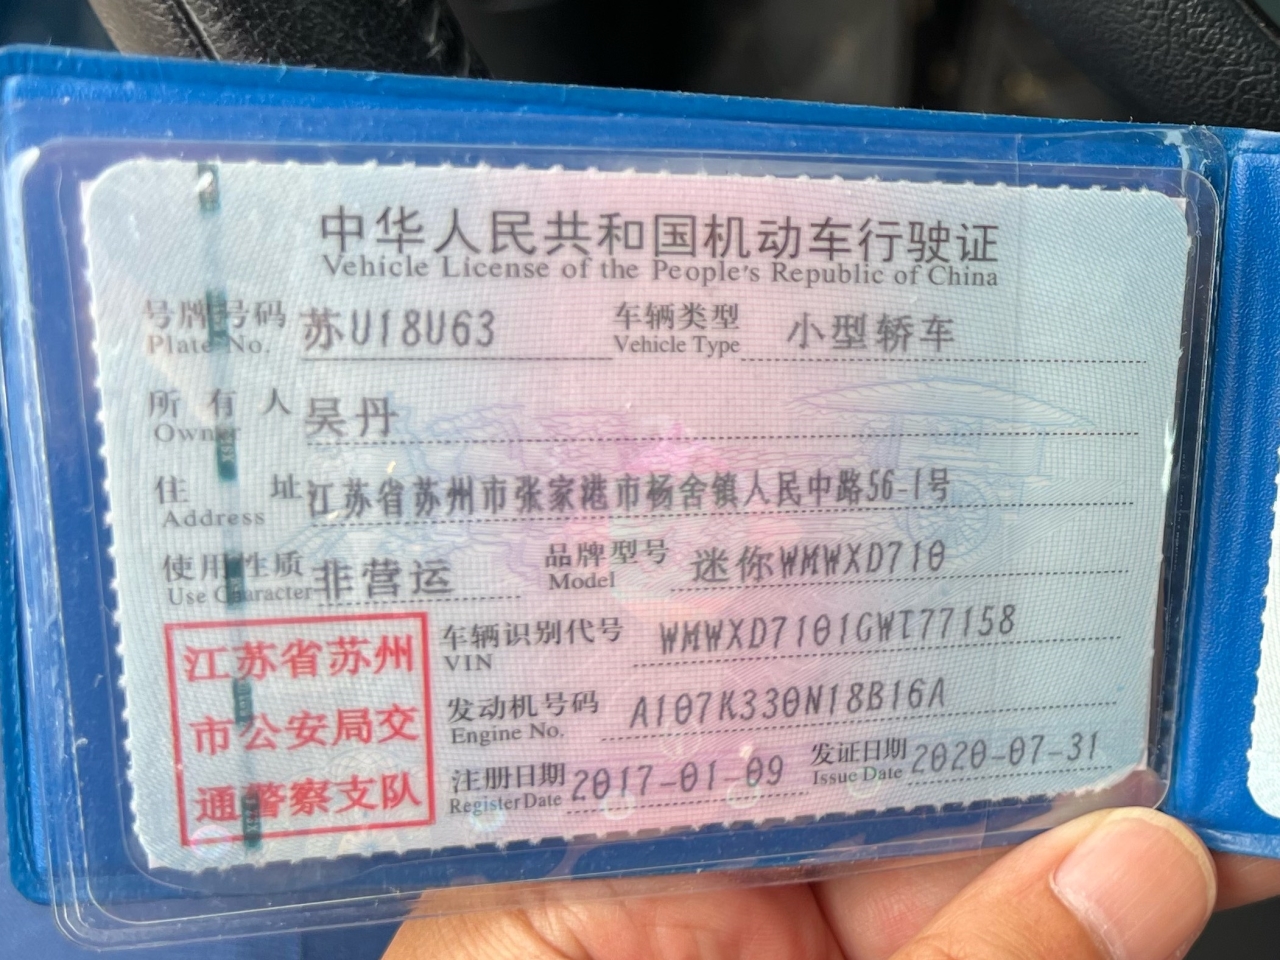 中华人民共和国机动车行驶证
Vehicle License of the People's Republic of China
号牌号码 苏U18U63 车辆类型 小型轿车
Plate No. Vehicle Type
所有人 吴丹
Owner
住址 江苏省苏州市张家港市杨舍镇人民中路56-1号
Address
使用性质 非营运 品牌型号 迷你WMWXD710
Use Character Model
江苏省苏州
市公安局交
通警察支队
车辆识别代号 WMWXD7101GWT77158
VIN
发动机号码 A107K330N18B16A
Engine No.
注册日期 2017-01-09 发证日期 2020-07-31
Register Date Issue Date